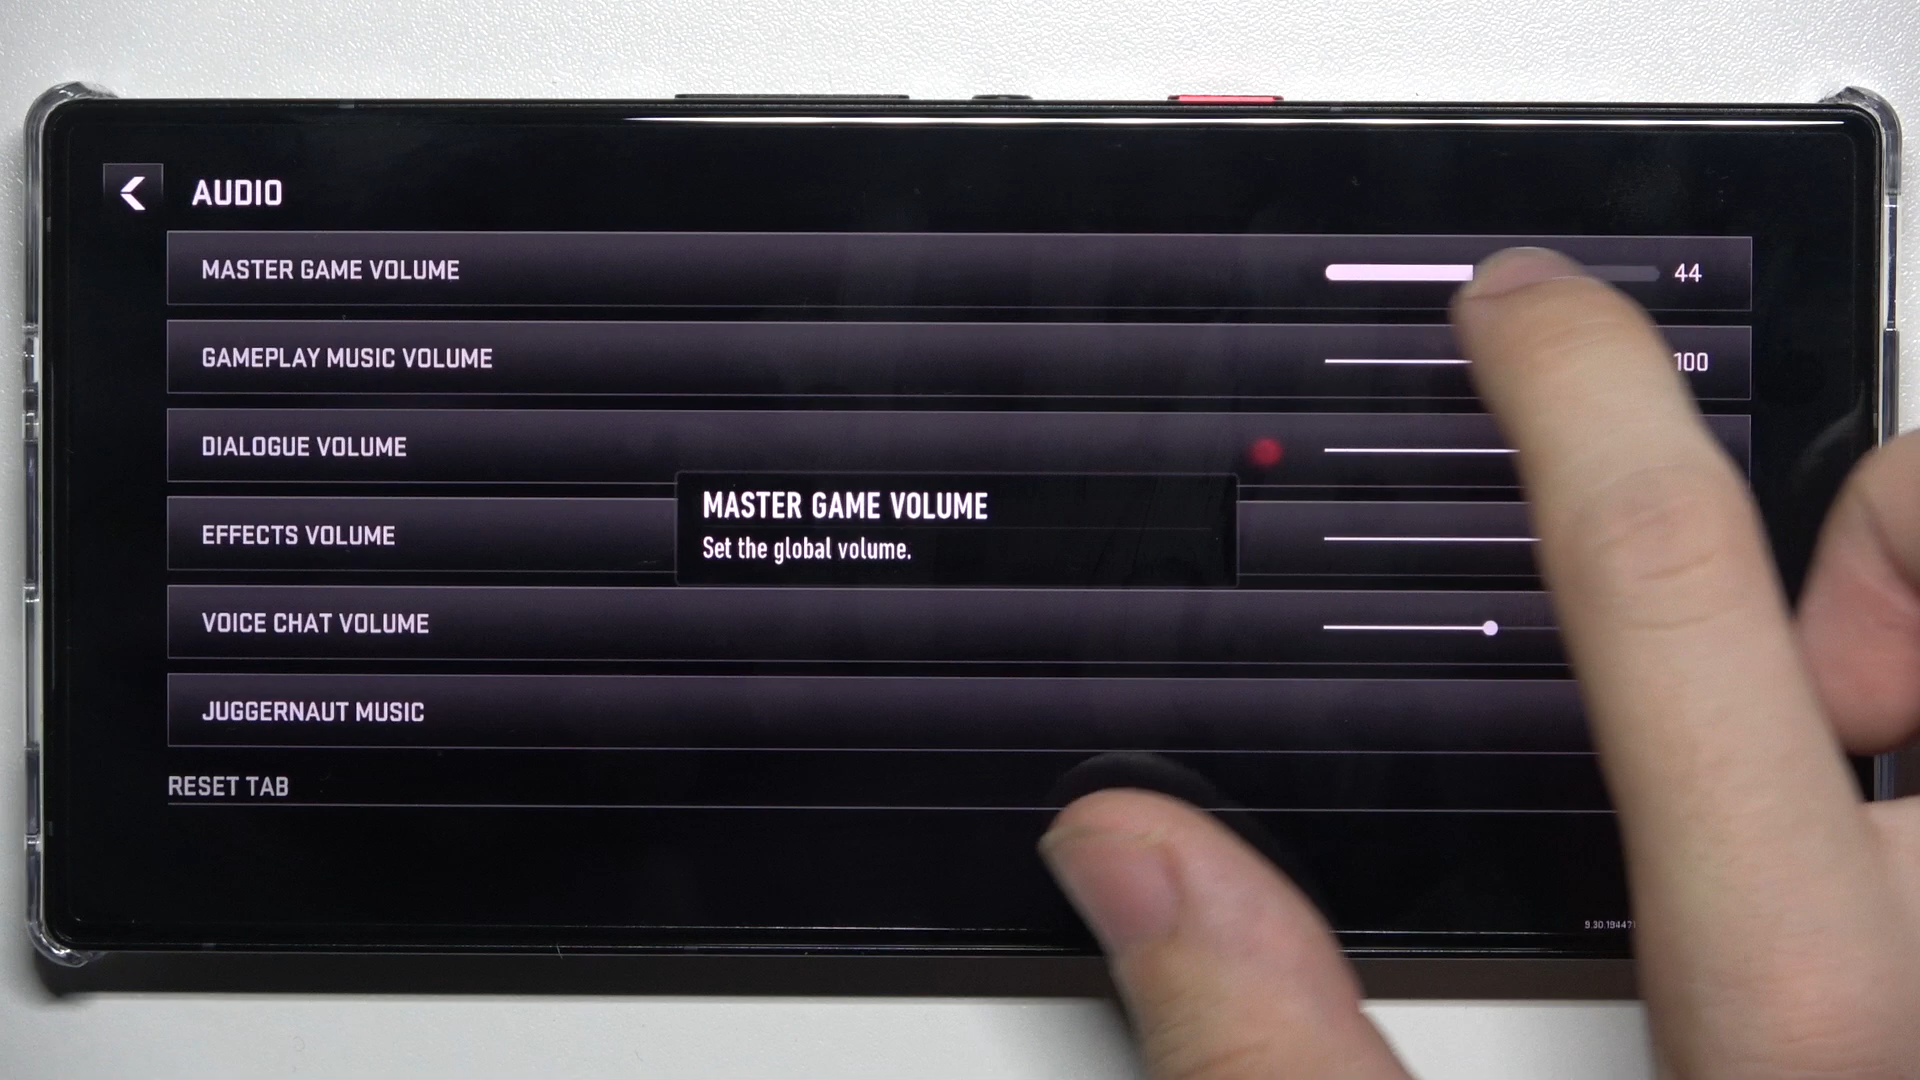 AUDIO
MASTER GAME VOLUME 44
GAMEPLAY MUSIC VOLUME 100
DIALOGUE VOLUME
MASTER GAME VOLUME
Set the global volume.
EFFECTS VOLUME
VOICE CHAT VOLUME
JUGGERNAUT MUSIC
RESET TAB